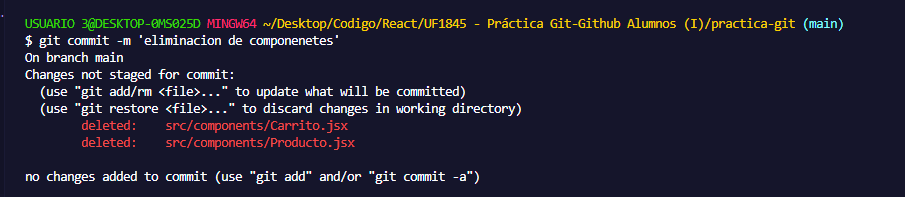 USUARIO 3@DESKTOP-0MS025D MINGW64 ~/Desktop/Codigo/React/UF1845 - Práctica Git-Github Alumnos (I)/practica-git (main)
$ git commit -m 'eliminacion de componenetes'
On branch main
Changes not staged for commit:
  (use "git add/rm <file>..." to update what will be committed)
  (use "git restore <file>..." to discard changes in working directory)
        deleted:    src/components/Carrito.jsx
        deleted:    src/components/Producto.jsx

no changes added to commit (use "git add" and/or "git commit -a")